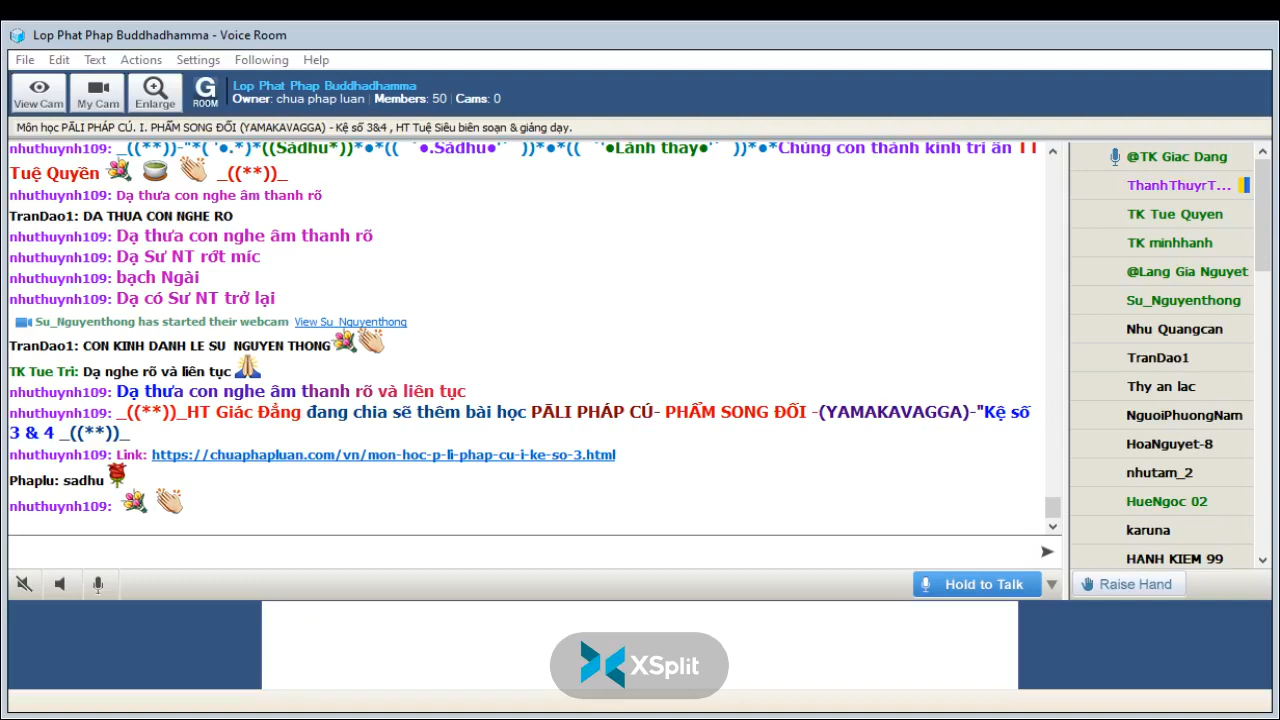 Lop Phat Phap Buddhadhamma - Voice Room
File Edit Text Actions Settings Following Help
View Cam My Cam Enlarge G ROOM
Lop Phat Phap Buddhadhamma
Owner: chua phap luan | Members: 50 | Cams: 0
Môn học PĀLI PHÁP CÚ. I. PHẨM SONG ĐỐI (YAMAKAVAGGA) - Kệ số 3&4 , HT Tuệ Siêu biên soạn & giảng dạy.
nhuthuynh109: _((**))-"*( '●.*)*((Sādhu*))*●*(( ¨`●.Sādhu●'´ ))*●*(( ¨'●Lành thay●'´ ))*●*Chúng con thành kính tri ân TT
Tuệ Quyền _((**))_
nhuthuynh109: Dạ thưa con nghe âm thanh rõ
TranDao1: DA THUA CON NGHE RO
nhuthuynh109: Dạ thưa con nghe âm thanh rõ
nhuthuynh109: Dạ Sư NT rớt míc
nhuthuynh109: bạch Ngài
nhuthuynh109: Dạ có Sư NT trở lại
Su_Nguyenthong has started their webcam View Su_Nguyenthong
TranDao1: CON KINH DANH LE SU NGUYEN THONG
TK Tue Tri: Dạ nghe rõ và liên tục
nhuthuynh109: Dạ thưa con nghe âm thanh rõ và liên tục
nhuthuynh109: _((**))_HT Giác Đẳng đang chia sẽ thêm bài học PĀLI PHÁP CÚ- PHẨM SONG ĐỐI -(YAMAKAVAGGA)-"Kệ số
3 & 4 _((**))_
nhuthuynh109: Link: https://chuaphapluan.com/vn/mon-hoc-p-li-phap-cu-i-ke-so-3.html
Phaplu: sadhu
nhuthuynh109:
@TK Giac Dang
ThanhThuyrT...
TK Tue Quyen
TK minhhanh
@Lang Gia Nguyet
Su_Nguyenthong
Nhu Quangcan
TranDao1
Thy an lac
NguoiPhuongNam
HoaNguyet-8
nhutam_2
HueNgoc 02
karuna
HANH KIEM 99
Hold to Talk
Raise Hand
XSplit